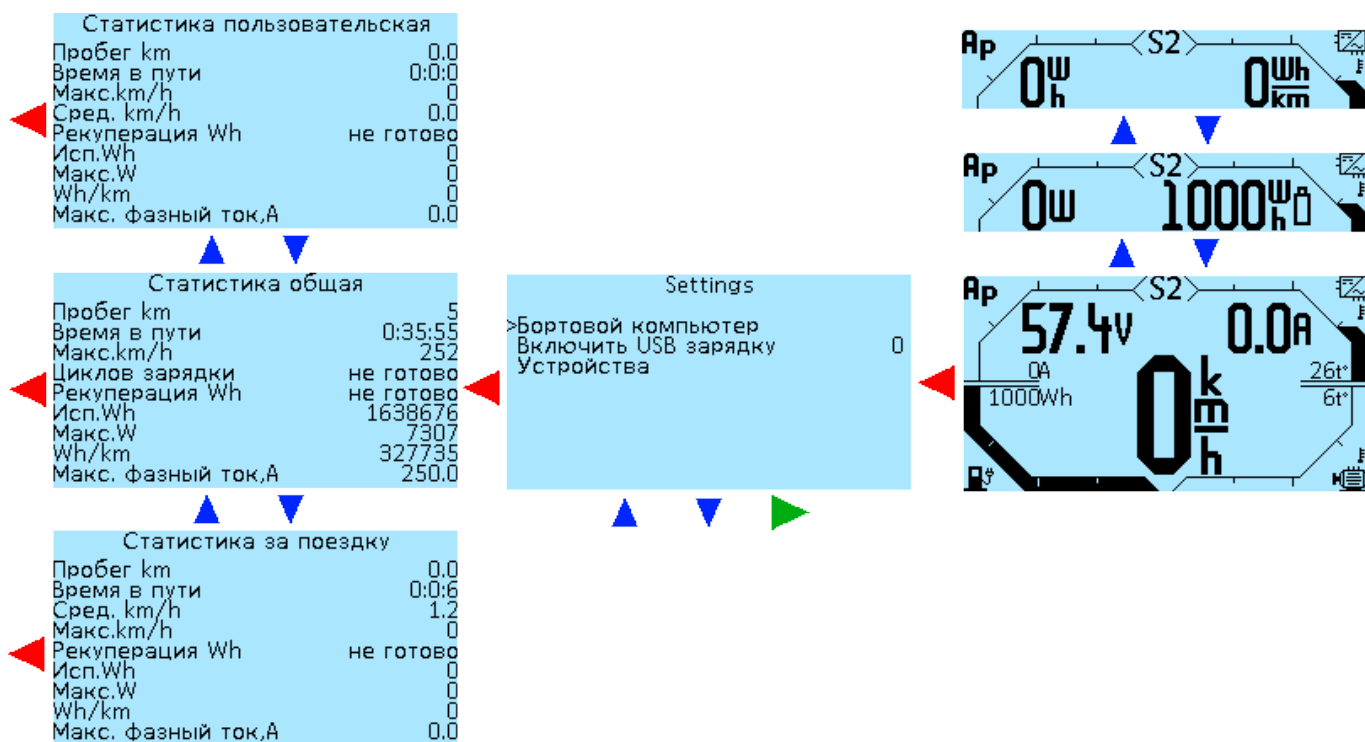 Статистика пользовательская
Пробег km 0.0
Время в пути 0:0:0
Макс.km/h 0
Сред. km/h 0.0
Рекуперация Wh не готово
Исп.Wh 0
Макс.W 0
Wh/km 0
Макс. фазный ток,А 0.0
Статистика общая
Пробег km 5
Время в пути 0:35:55
Макс.km/h 252
Циклов зарядки не готово
Рекуперация Wh не готово
Исп.Wh 1638676
Макс.W 7307
Wh/km 327735
Макс. фазный ток,А 250.0
Статистика за поездку
Пробег km 0.0
Время в пути 0:0:6
Сред. km/h 1.2
Макс.km/h 0
Рекуперация Wh не готово
Исп.Wh 0
Макс.W 0
Wh/km 0
Макс. фазный ток,А 0.0
Settings
>Бортовой компьютер
Включить USB зарядку 0
Устройства
Ap S2
0 Wh 0 Wh/km
Ap S2
0W 1000 Wh
Ap S2
57.4V 0.0A
0A 26t°
1000Wh 6t°
0 km/h